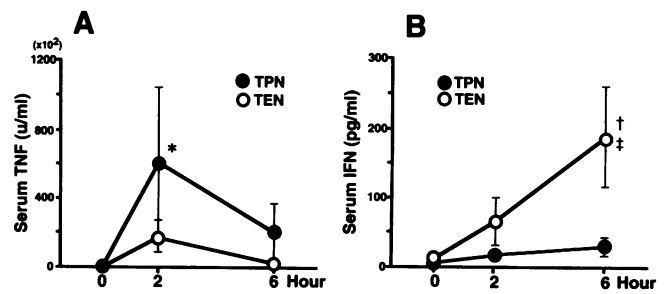 A
(x10²)
1200
800
400
0
Serum TNF (u/ml)
TPN
TEN
*
0 2 6 Hour
B
300
200
100
0
Serum IFN (pg/ml)
TPN
TEN
†
‡
0 2 6 Hour